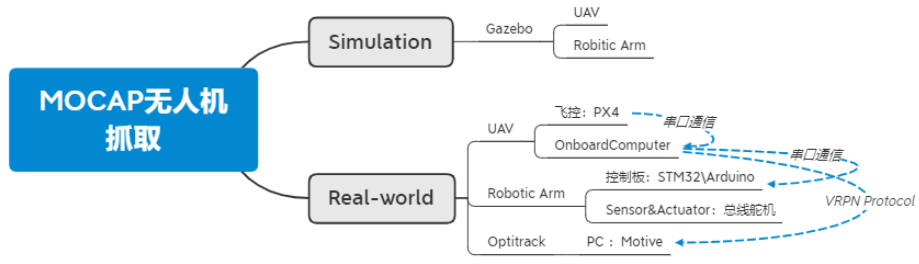 MOCAP无人机
抓取
Simulation
Gazebo
UAV
Robitic Arm
Real-world
UAV
飞控：PX4
OnboardComputer
串口通信
串口通信
Robotic Arm
控制板：STM32\Arduino
Sensor&Actuator：总线舵机
VRPN Protocol
Optitrack
PC ：Motive